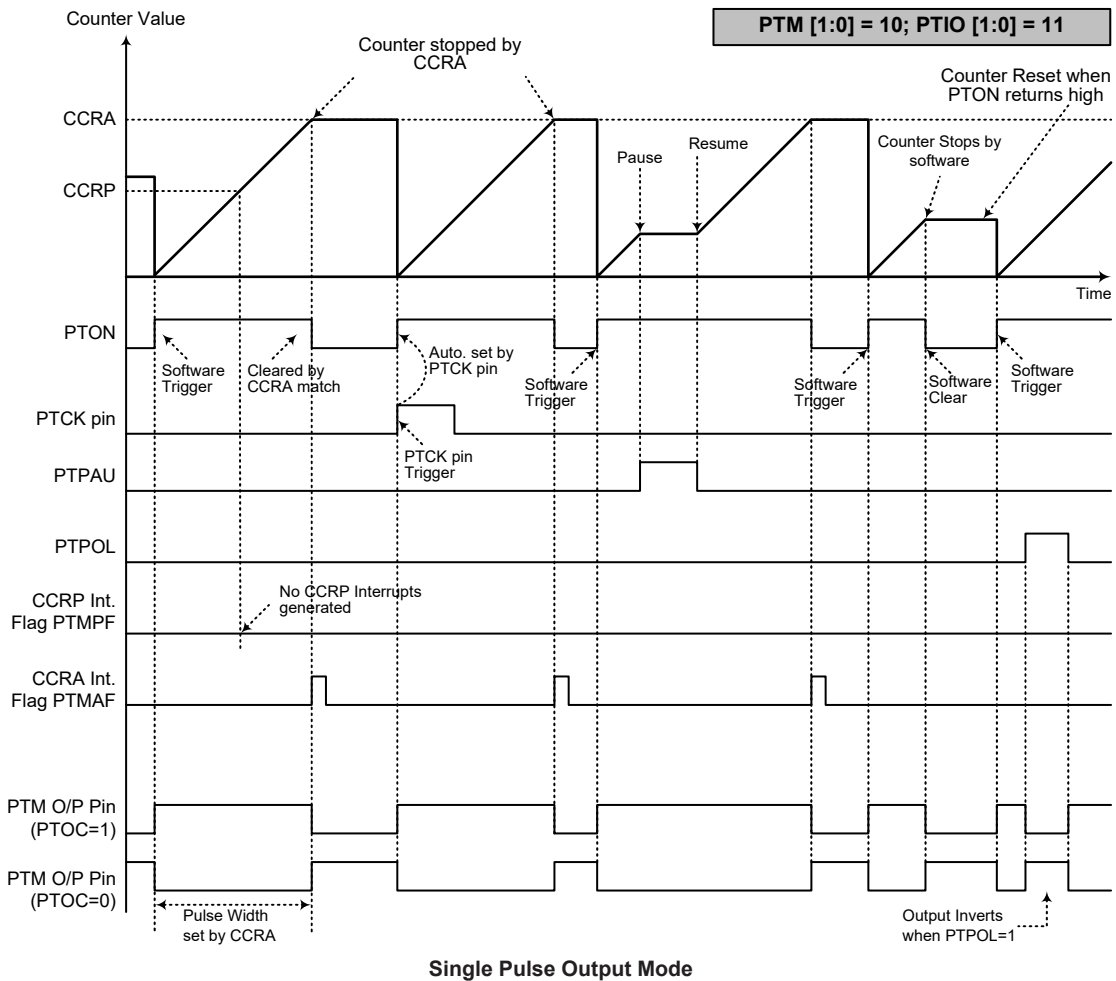 Counter Value
PTM [1:0] = 10; PTIO [1:0] = 11
Counter stopped by
CCRA
Counter Reset when
PTON returns high
CCRA
Pause
Resume
Counter Stops by
software
CCRP
Time
PTON
Software
Trigger
Cleared by
CCRA match
Auto. set by
PTCK pin
Software
Trigger
Software
Trigger
Software
Clear
Software
Trigger
PTCK pin
PTCK pin
Trigger
PTPAU
PTPOL
CCRP Int.
Flag PTMPF
No CCRP Interrupts
generated
CCRA Int.
Flag PTMAF
PTM O/P Pin
(PTOC=1)
PTM O/P Pin
(PTOC=0)
Pulse Width
set by CCRA
Output Inverts
when PTPOL=1
Single Pulse Output Mode